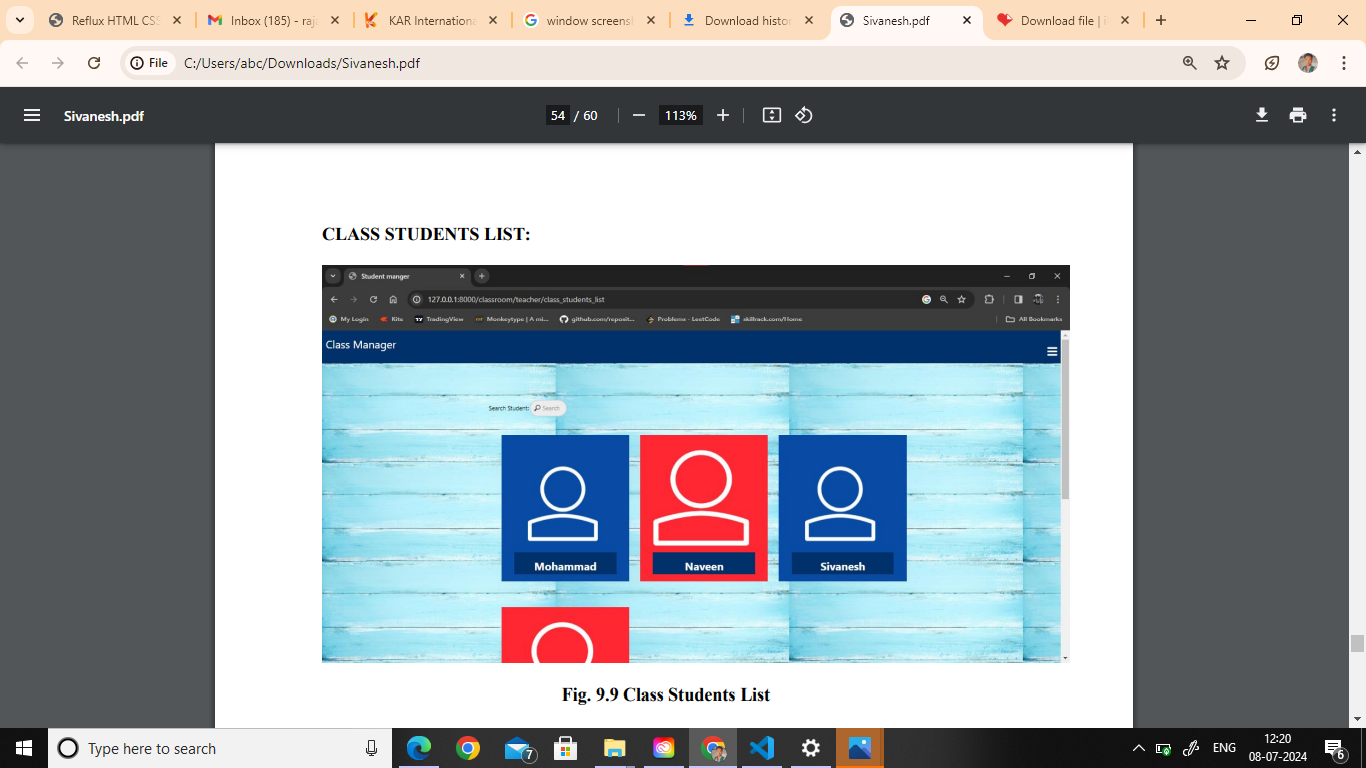 Reflux HTML CSS
Inbox (185) - raj
KAR Internationa
window screensh
Download histor
Sivanesh.pdf
Download file | i
File
C:/Users/abc/Downloads/Sivanesh.pdf
Sivanesh.pdf
54 / 60
113%
CLASS STUDENTS LIST:
Student manger
127.0.0.1:8000/classroom/teacher/class_students_list
My Login
Kite
TradingView
Monkeytype | A mi...
github.com/reposit...
Problems - LeetCode
skillrack.com/Home
All Bookmarks
Class Manager
Search Student: Search
Mohammad
Naveen
Sivanesh
Fig. 9.9 Class Students List
Type here to search
7
ENG
12:20
08-07-2024
6